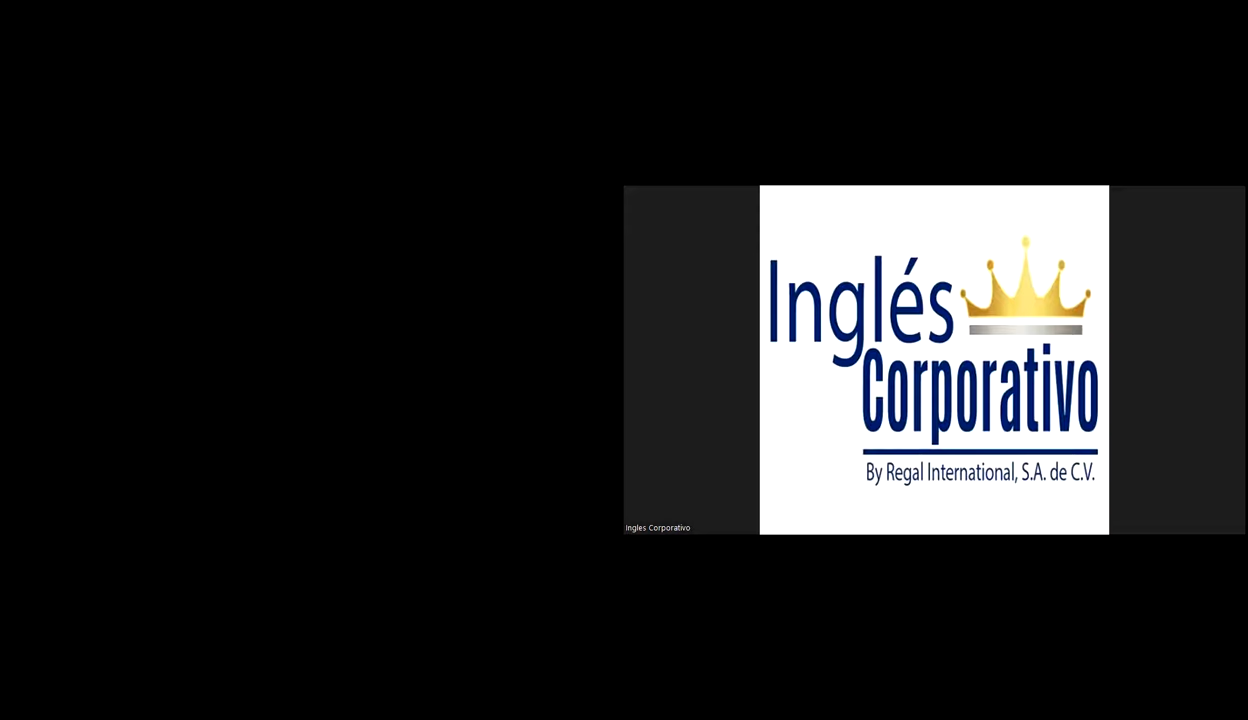 Inglés
Corporativo
By Regal International, S.A. de C.V.
Ingles Corporativo